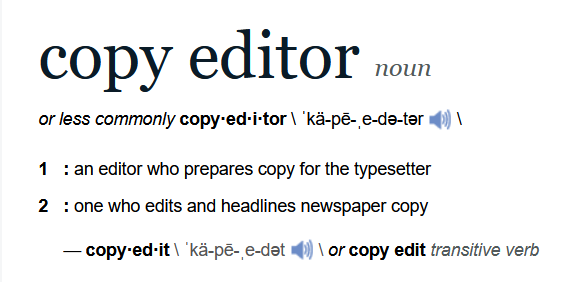 copy editor noun
or less commonly copy·ed·i·tor \ ˈkä-pē-ˌe-də-tər \
1 : an editor who prepares copy for the typesetter
2 : one who edits and headlines newspaper copy
— copy·ed·it \ ˈkä-pē-ˌe-dət \ or copy edit transitive verb